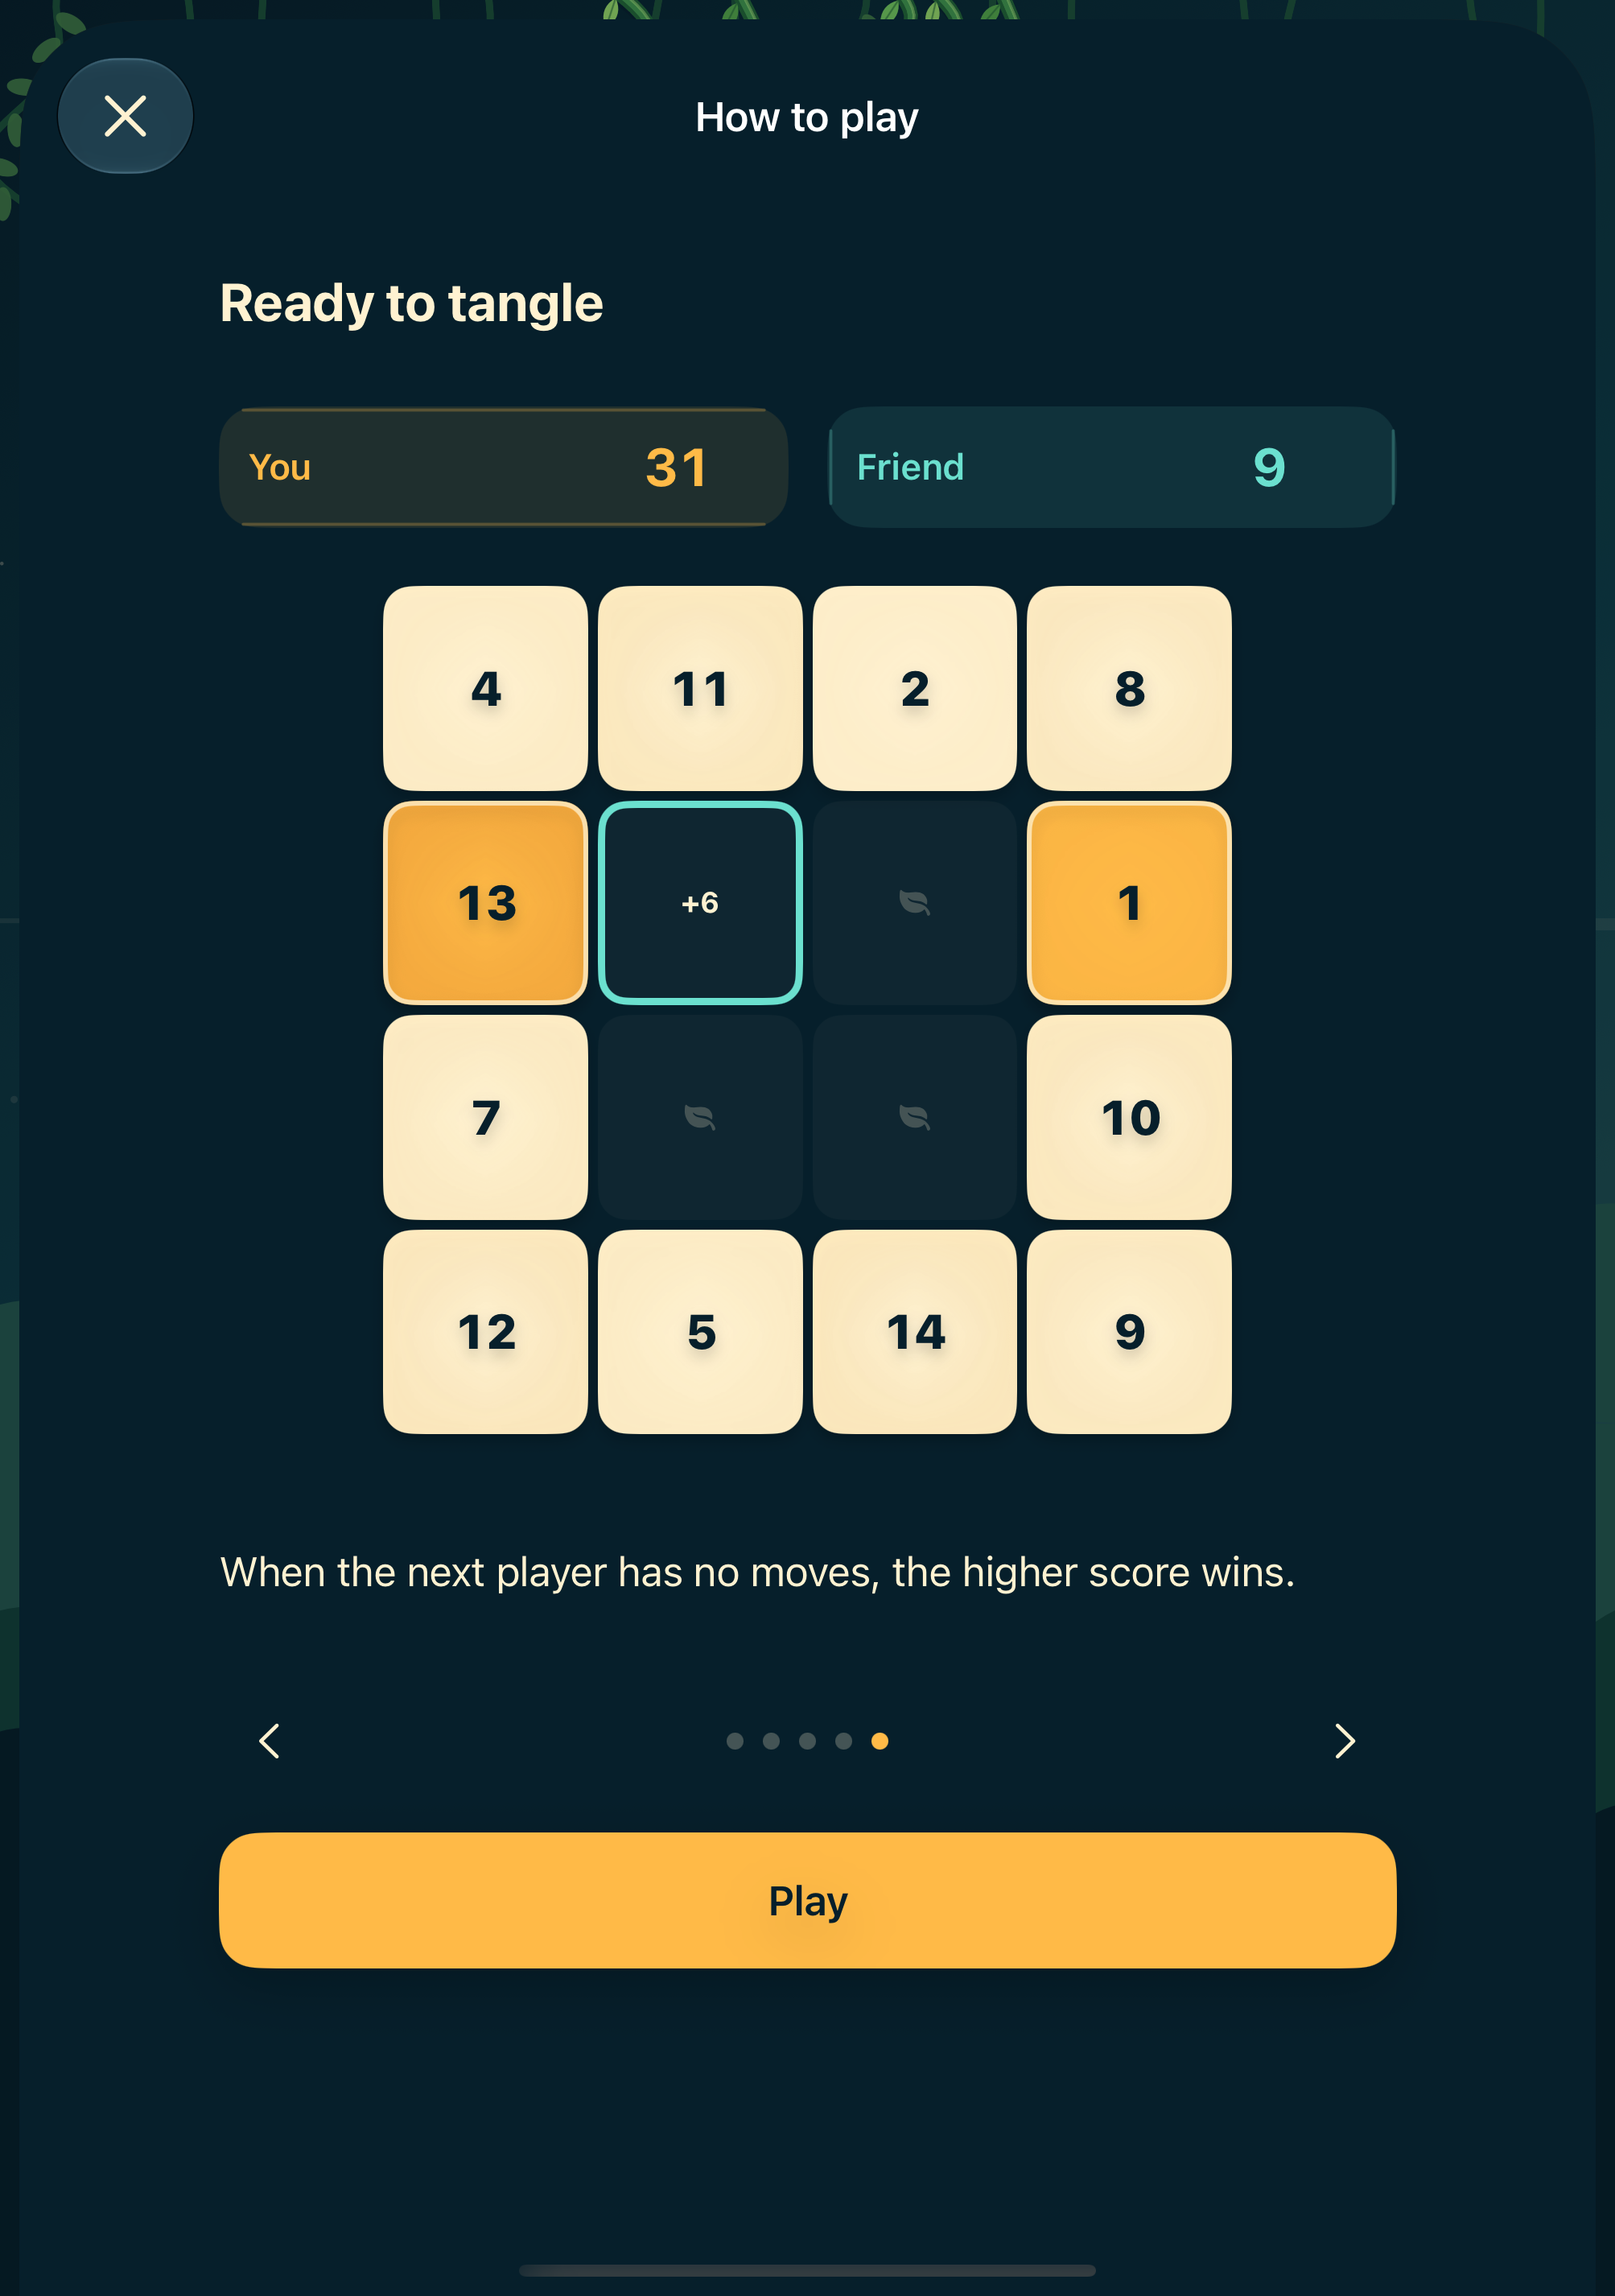 How to play
Ready to tangle
You 31 Friend 9
4 11 2 8
13 +6 1
7 10
12 5 14 9
When the next player has no moves, the higher score wins.
Play